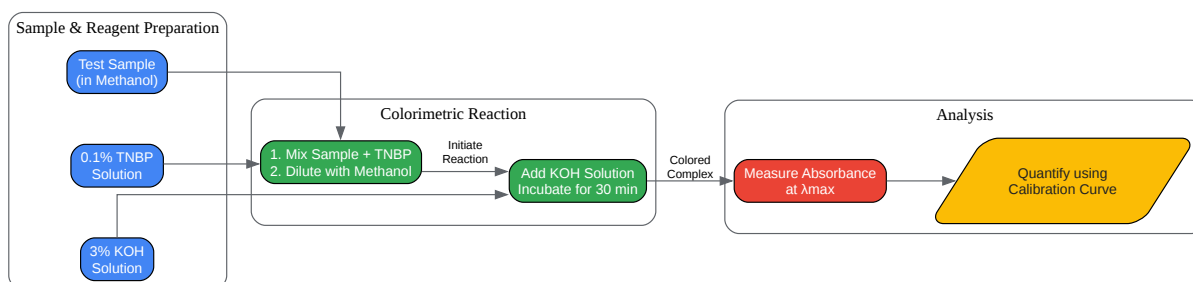 Sample & Reagent Preparation
Test Sample
(in Methanol)
0.1% TNBP
Solution
3% KOH
Solution
Colorimetric Reaction
1. Mix Sample + TNBP
2. Dilute with Methanol
Initiate
Reaction
Add KOH Solution
Incubate for 30 min
Colored
Complex
Analysis
Measure Absorbance
at λmax
Quantify using
Calibration Curve